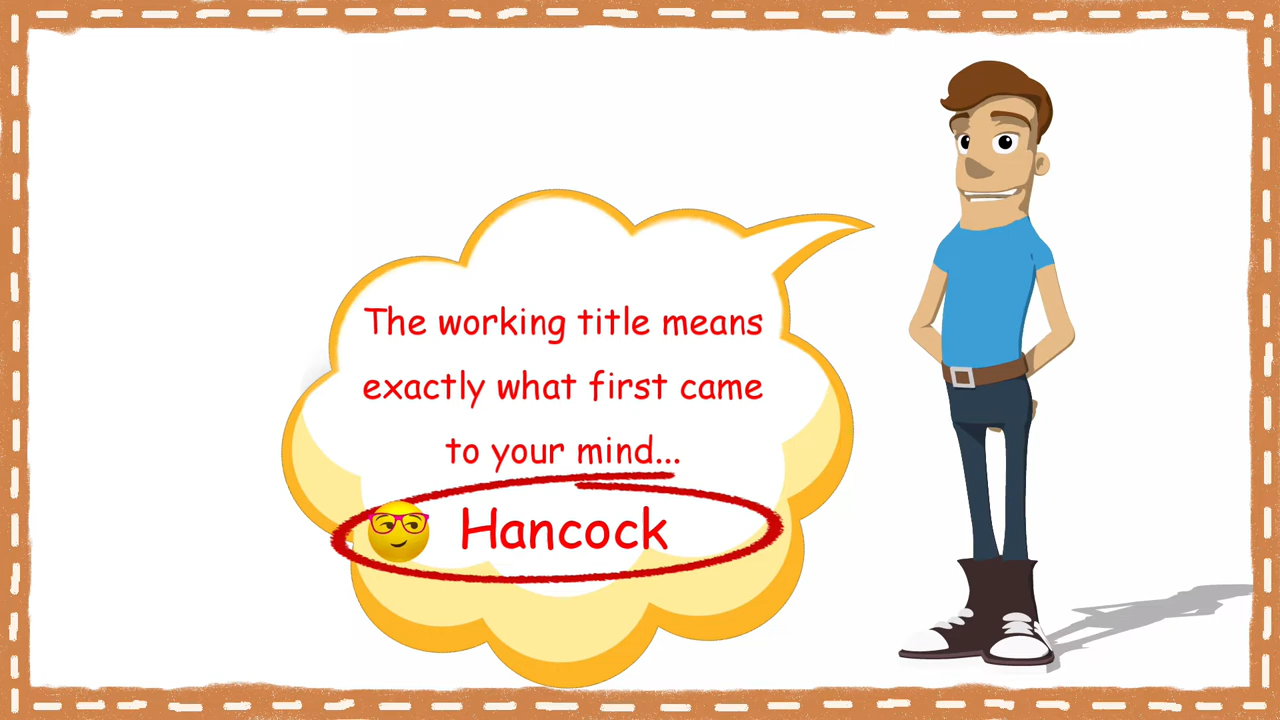 The working title means
exactly what first came
to your mind...
Hancock